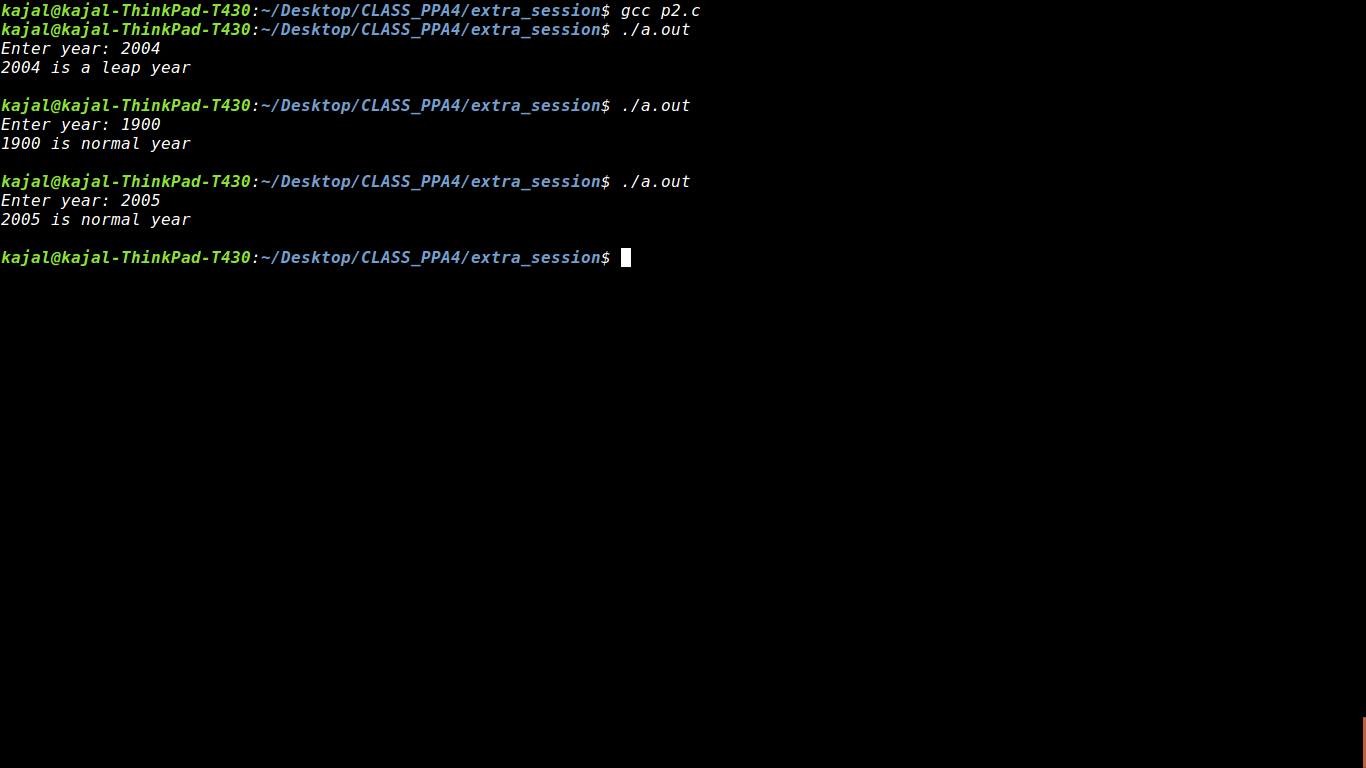 kajal@kajal-ThinkPad-T430:~/Desktop/CLASS_PPA4/extra_session$ gcc p2.c
kajal@kajal-ThinkPad-T430:~/Desktop/CLASS_PPA4/extra_session$ ./a.out
Enter year: 2004
2004 is a leap year
kajal@kajal-ThinkPad-T430:~/Desktop/CLASS_PPA4/extra_session$ ./a.out
Enter year: 1900
1900 is normal year
kajal@kajal-ThinkPad-T430:~/Desktop/CLASS_PPA4/extra_session$ ./a.out
Enter year: 2005
2005 is normal year
kajal@kajal-ThinkPad-T430:~/Desktop/CLASS_PPA4/extra_session$